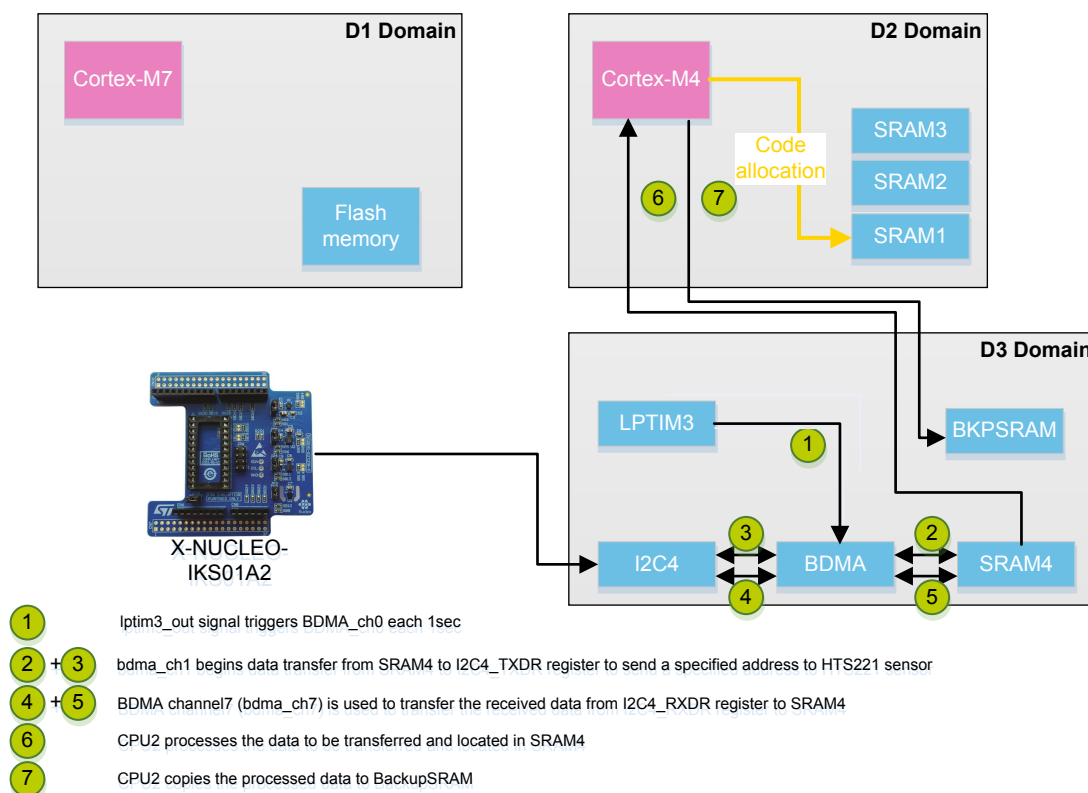 D1 Domain
Cortex-M7
Flash
memory
D2 Domain
Cortex-M4
Code
allocation
SRAM3
SRAM2
SRAM1
6
7
D3 Domain
LPTIM3
1
BKPSRAM
I2C4
3
4
BDMA
2
5
SRAM4
X-NUCLEO-
IKS01A2
1 lptim3_out signal triggers BDMA_ch0 each 1sec
2 + 3 bdma_ch1 begins data transfer from SRAM4 to I2C4_TXDR register to send a specified address to HTS221 sensor
4 + 5 BDMA channel7 (bdma_ch7) is used to transfer the received data from I2C4_RXDR register to SRAM4
6 CPU2 processes the data to be transferred and located in SRAM4
7 CPU2 copies the processed data to BackupSRAM